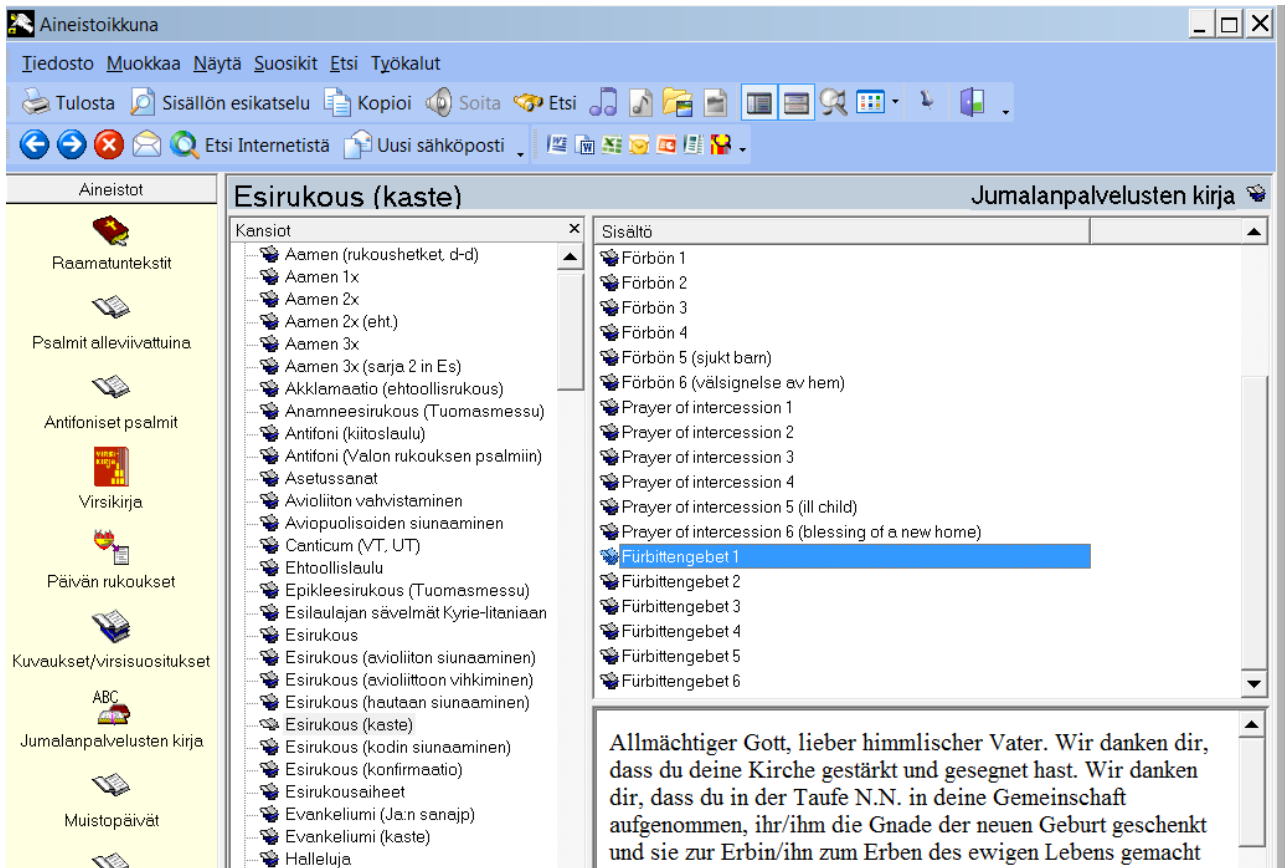 Aineistoikkuna
Tiedosto Muokkaa Näytä Suosikit Etsi Työkalut
Tulosta Sisällön esikatselu Kopioi Soita Etsi
Etsi Internetistä Uusi sähköposti
Aineistot
Raamatuntekstit
Psalmit alleviivattuina
Antifoniset psalmit
VIRSI-
KIRJA
Virsikirja
Päivän rukoukset
Kuvaukset/virsisuositukset
ABC
Jumalanpalvelusten kirja
Muistopäivät
Esirukous (kaste)
Jumalanpalvelusten kirja
Kansiot
Aamen (rukoushetket, d-d)
Aamen 1x
Aamen 2x
Aamen 2x (eht.)
Aamen 3x
Aamen 3x (sarja 2 in Es)
Akklamaatio (ehtoollisrukous)
Anamneesirukous (Tuomasmessu)
Antifoni (kiitoslaulu)
Antifoni (Valon rukouksen psalmiin)
Asetussanat
Avioliiton vahvistaminen
Aviopuolisoiden siunaaminen
Canticum (VT, UT)
Ehtoollislaulu
Epikleesirukous (Tuomasmessu)
Esilaulajan sävelmät Kyrie-litaniaan
Esirukous
Esirukous (avioliiton siunaaminen)
Esirukous (avioliittoon vihkiminen)
Esirukous (hautaan siunaaminen)
Esirukous (kaste)
Esirukous (kodin siunaaminen)
Esirukous (konfirmaatio)
Esirukousaiheet
Evankeliumi (Ja:n sanajp)
Evankeliumi (kaste)
Halleluja
Sisältö
Förbön 1
Förbön 2
Förbön 3
Förbön 4
Förbön 5 (sjukt barn)
Förbön 6 (välsignelse av hem)
Prayer of intercession 1
Prayer of intercession 2
Prayer of intercession 3
Prayer of intercession 4
Prayer of intercession 5 (ill child)
Prayer of intercession 6 (blessing of a new home)
Fürbittengebet 1
Fürbittengebet 2
Fürbittengebet 3
Fürbittengebet 4
Fürbittengebet 5
Fürbittengebet 6
Allmächtiger Gott, lieber himmlischer Vater. Wir danken dir,
dass du deine Kirche gestärkt und gesegnet hast. Wir danken
dir, dass du in der Taufe N.N. in deine Gemeinschaft
aufgenommen, ihr/ihm die Gnade der neuen Geburt geschenkt
und sie zur Erbin/ihn zum Erben des ewigen Lebens gemacht